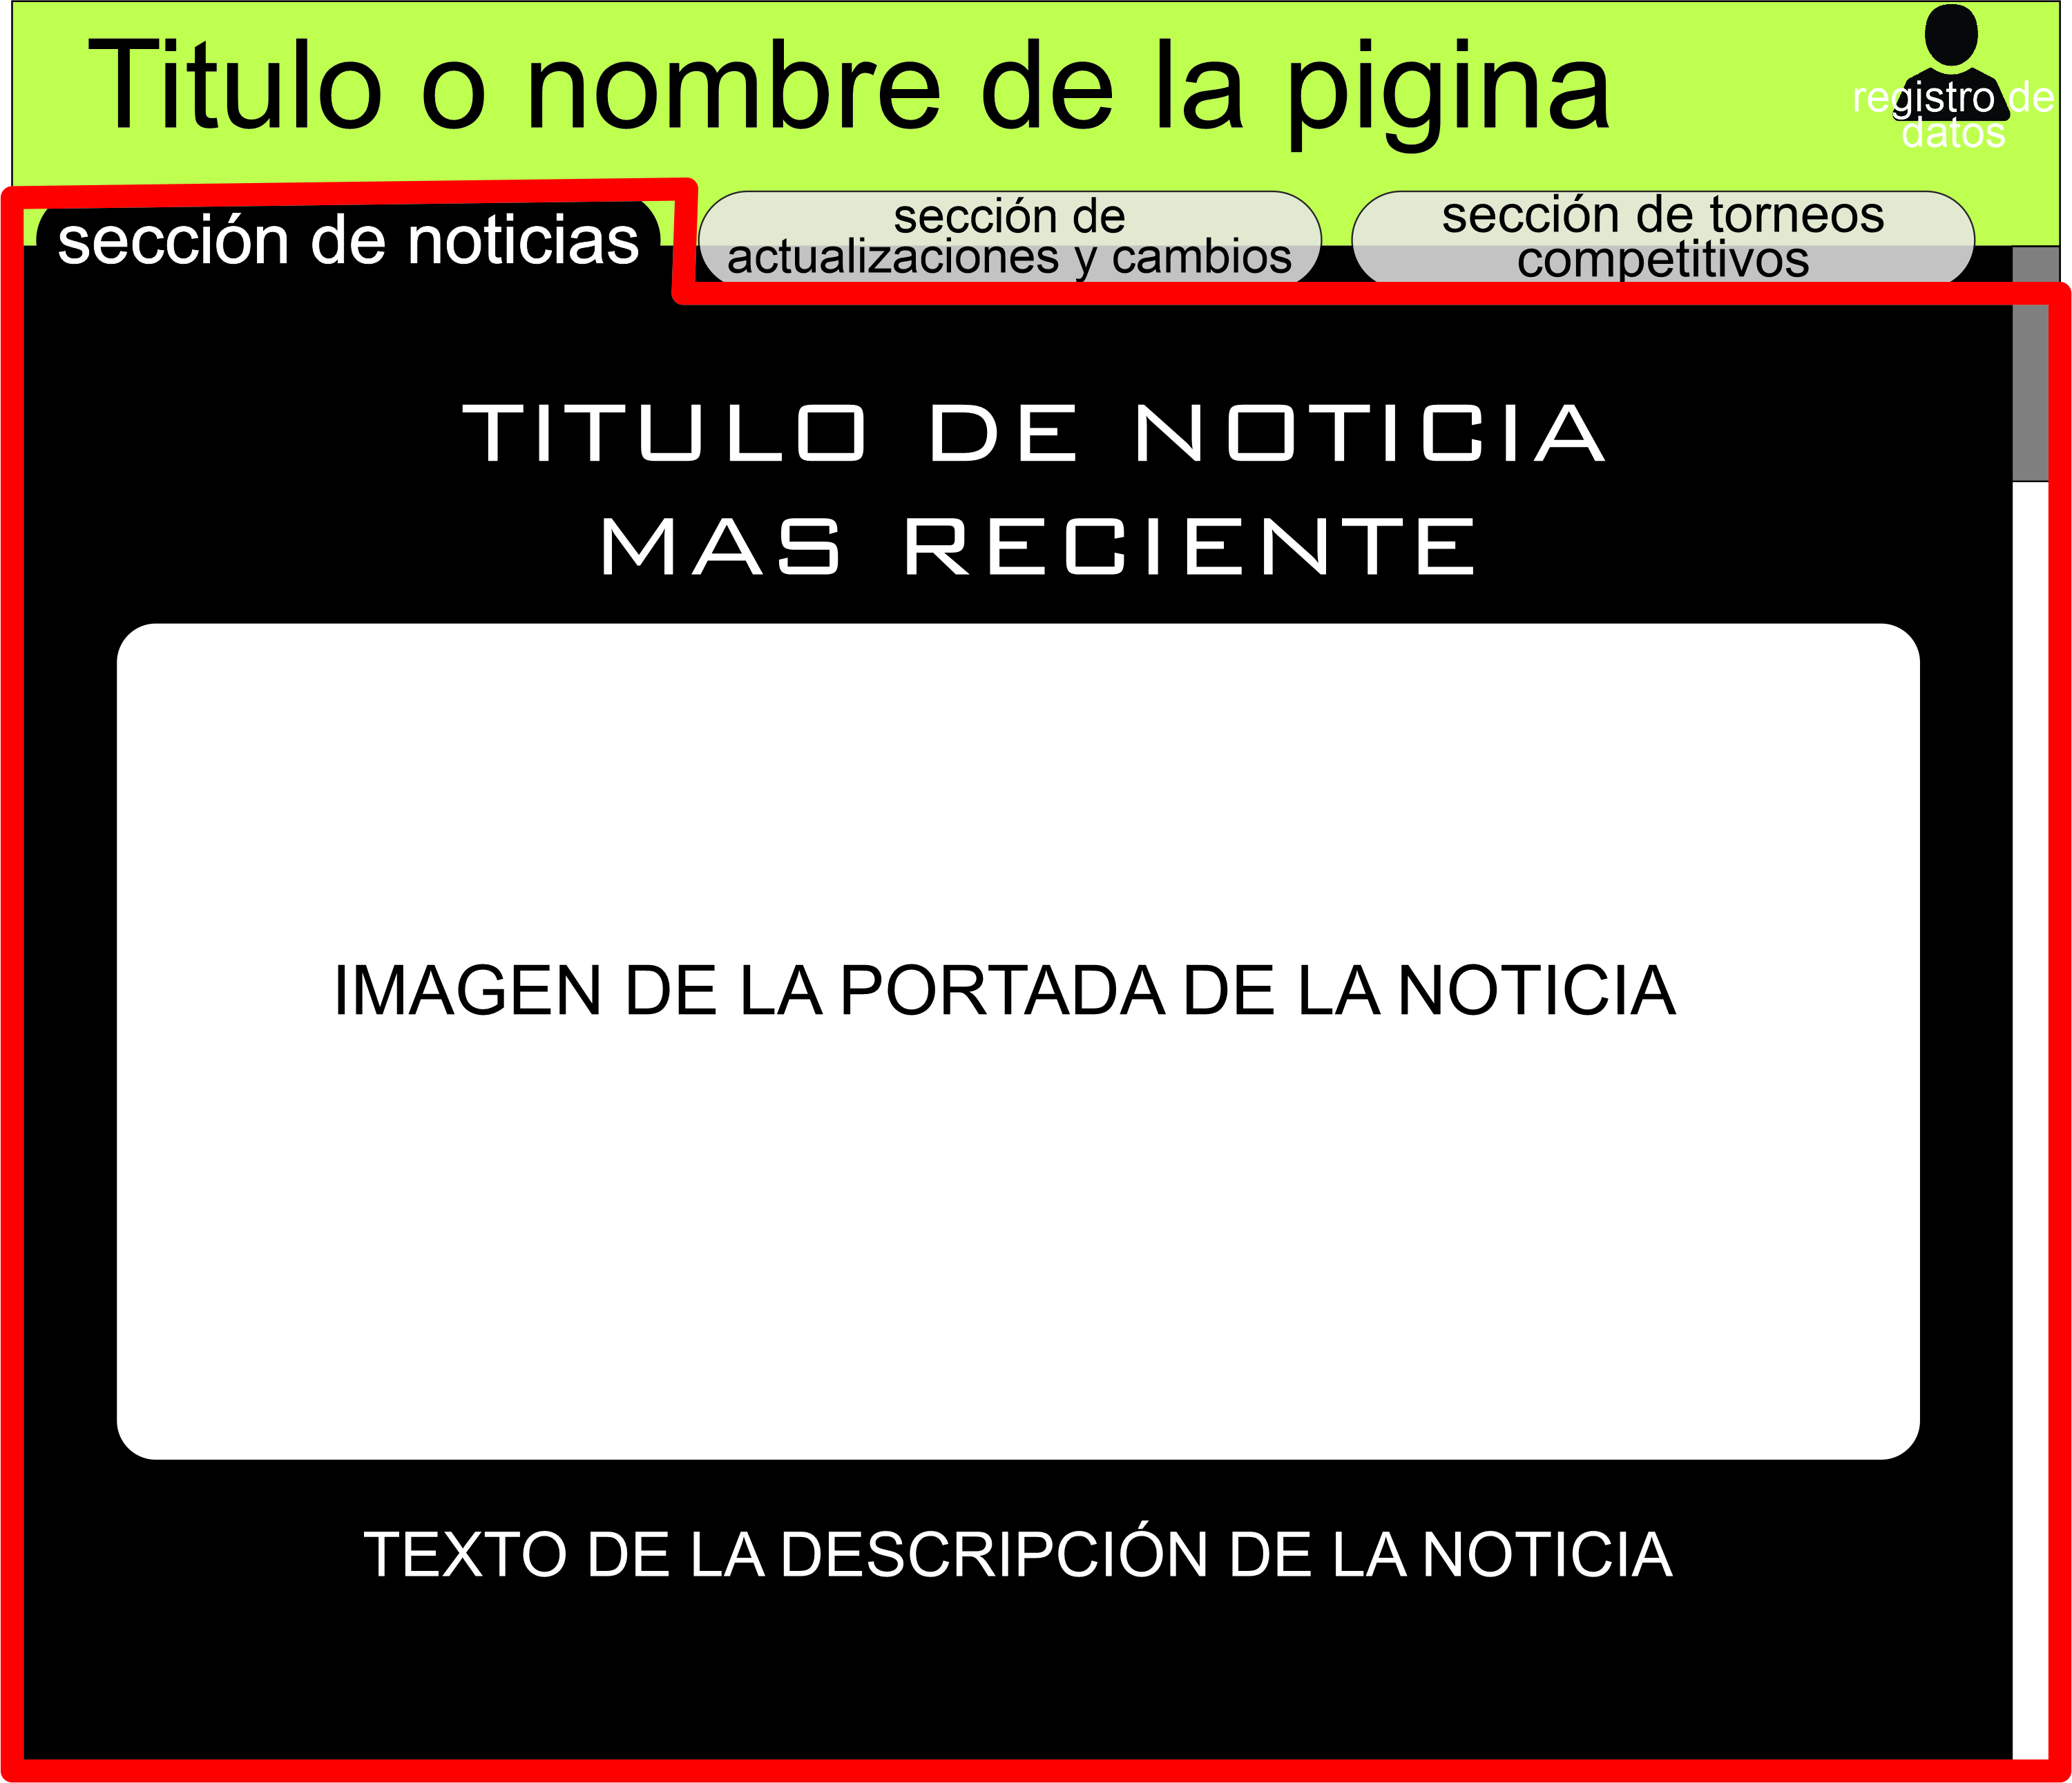 Titulo o nombre de la pigina
registro de
datos
sección de noticias
sección de
actualizaciones y cambios
sección de torneos
competitivos
TITULO DE NOTICIA
MAS RECIENTE
IMAGEN DE LA PORTADA DE LA NOTICIA
TEXTO DE LA DESCRIPCIÓN DE LA NOTICIA